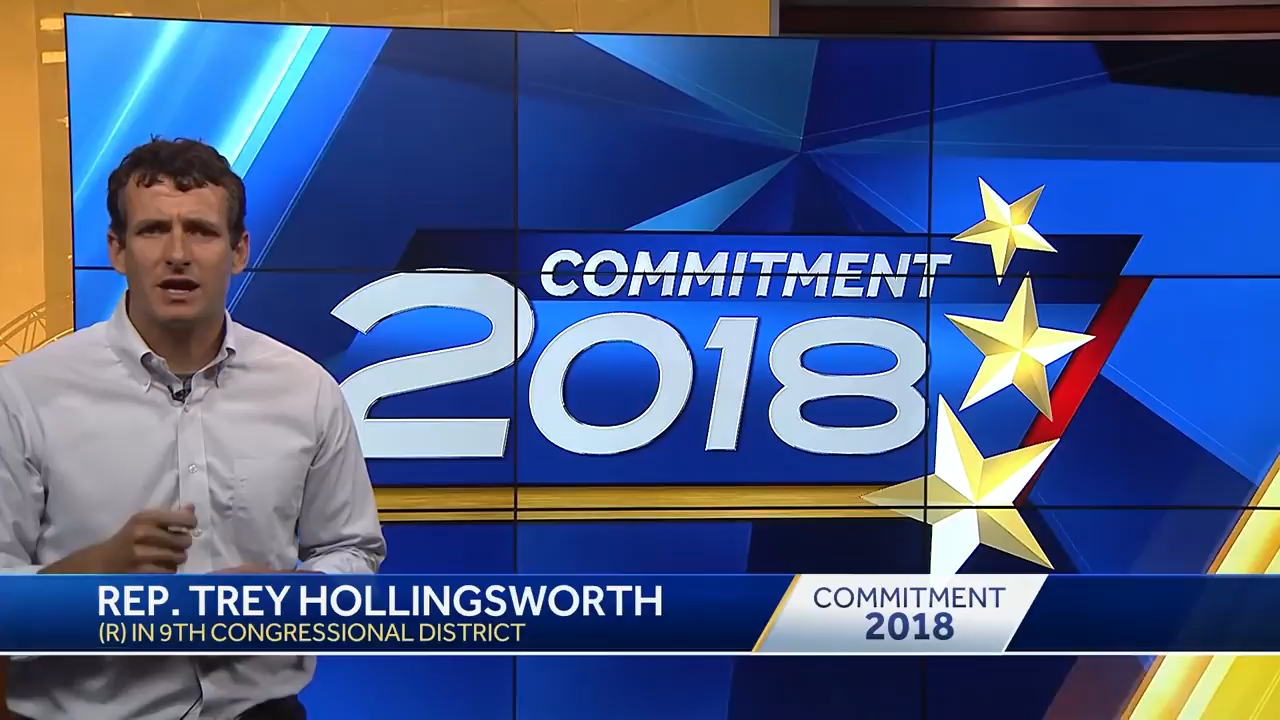 COMMITMENT
2018
REP. TREY HOLLINGSWORTH
(R) IN 9TH CONGRESSIONAL DISTRICT
COMMITMENT
2018